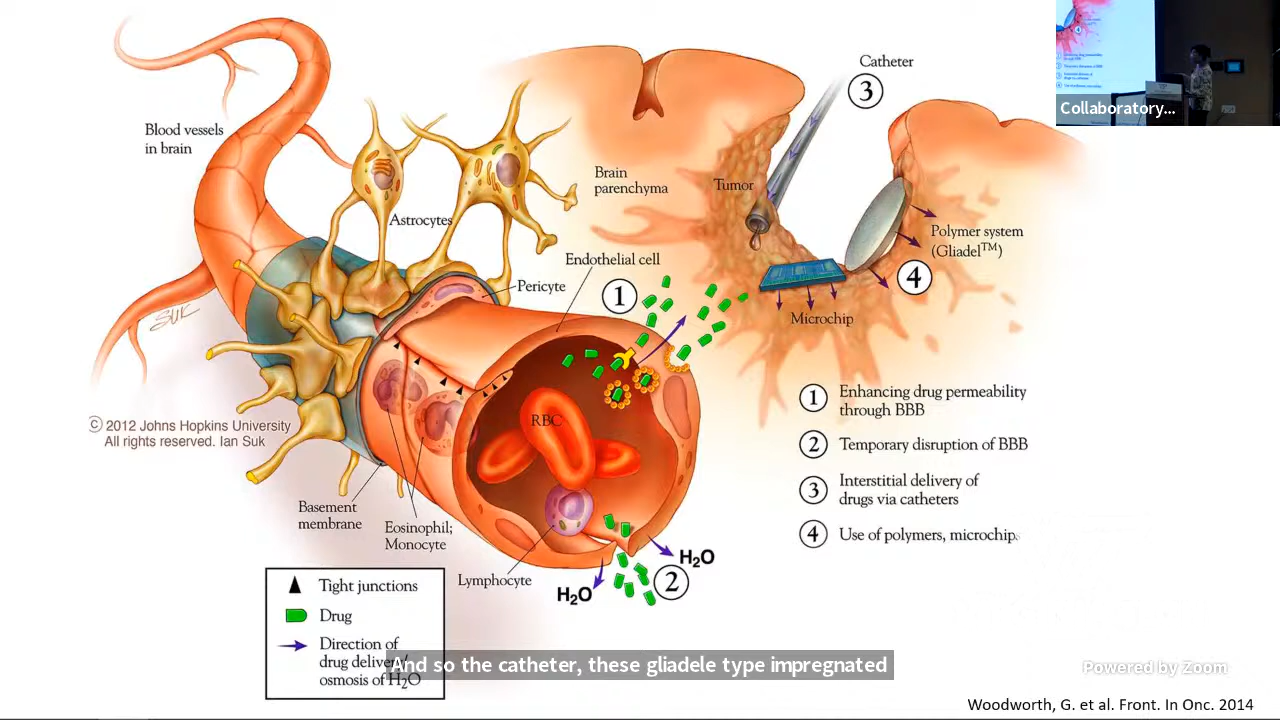 Catheter
3
Collaboratory...
Blood vessels
in brain
Brain
parenchyma
Tumor
Astrocytes
Polymer system
(Gliadel™)
4
Endothelial cell
Pericyte
1
Microchip
RBC
1 Enhancing drug permeability
through BBB
2 Temporary disruption of BBB
3 Interstitial delivery of
drugs via catheters
4 Use of polymers, microchip
SUK
© 2012 Johns Hopkins University
All rights reserved. Ian Suk
Basement
membrane
Eosinophil;
Monocyte
Lymphocyte
H₂O
H₂O
2
Tight junctions
Drug
Direction of
drug delivery/
osmosis of H₂O
And so the catheter, these gliadele type impregnated
Powered by Zoom
Woodworth, G. et al. Front. In Onc. 2014